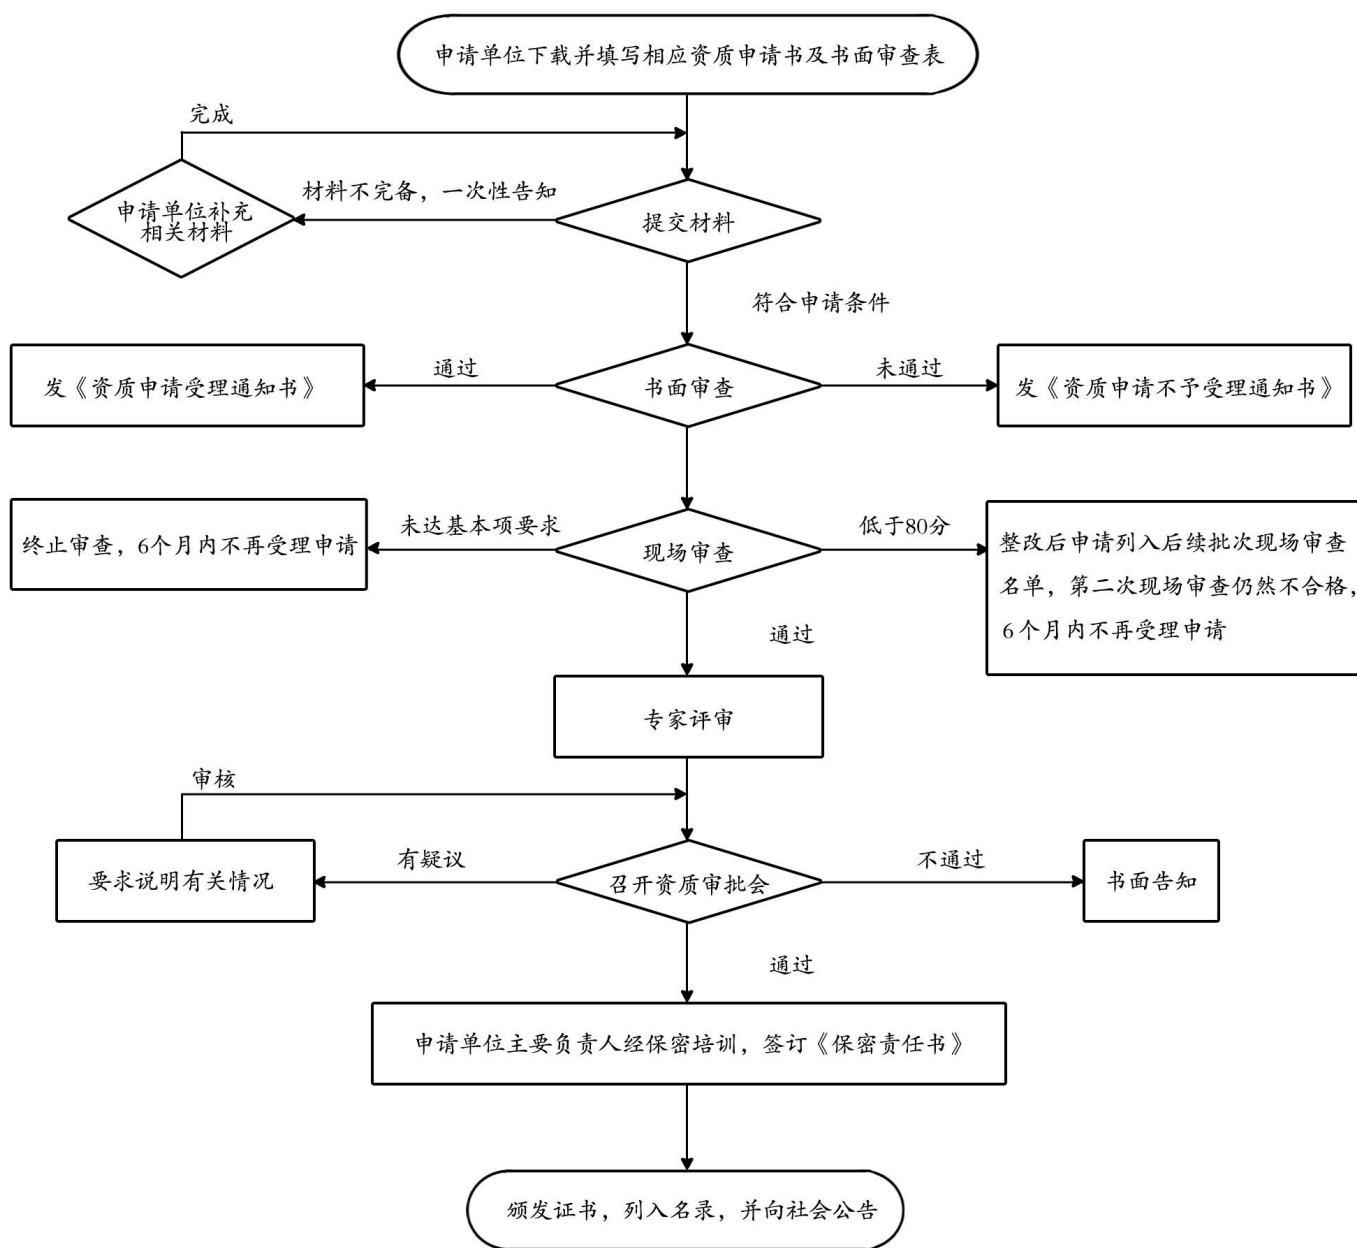 申请单位下载并填写相应资质申请书及书面审查表
完成
材料不完备，一次性告知
申请单位补充
相关材料
提交材料
符合申请条件
发《资质申请受理通知书》
通过
书面审查
未通过
发《资质申请不予受理通知书》
终止审查，6个月内不再受理申请
未达基本项要求
现场审查
低于80分
整改后申请列入后续批次现场审查
名单，第二次现场审查仍然不合格，
6个月内不再受理申请
通过
专家评审
审核
要求说明有关情况
有疑议
召开资质审批会
不通过
书面告知
通过
申请单位主要负责人经保密培训，签订《保密责任书》
颁发证书，列入名录，并向社会公告